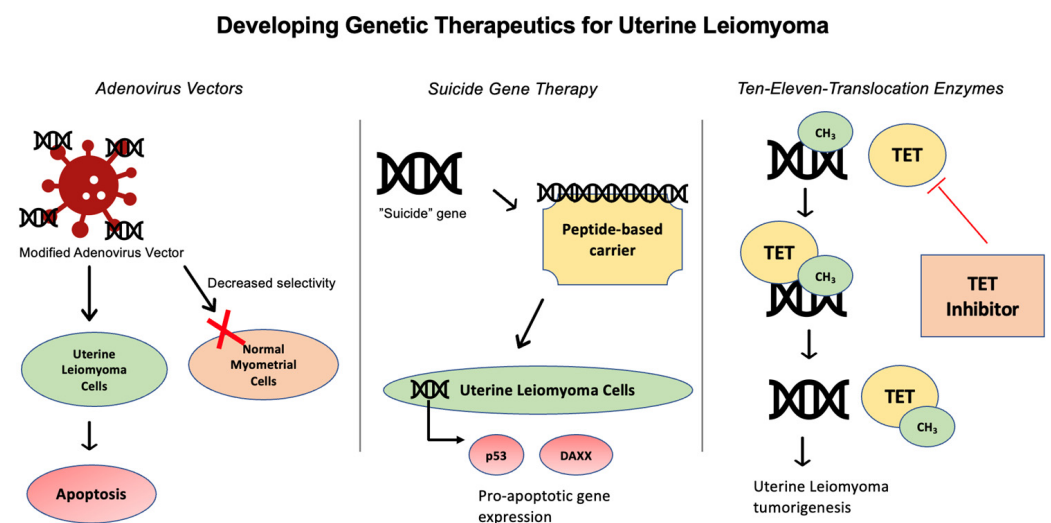 Developing Genetic Therapeutics for Uterine Leiomyoma
Adenovirus Vectors
Modified Adenovirus Vector
Decreased selectivity
Uterine
Leiomyoma
Cells
Normal
Myometrial
Cells
Apoptosis
Suicide Gene Therapy
"Suicide" gene
Peptide-based
carrier
Uterine Leiomyoma Cells
p53
DAXX
Pro-apoptotic gene
expression
Ten-Eleven-Translocation Enzymes
CH₃
TET
TET
CH₃
TET
Inhibitor
TET
CH₃
Uterine Leiomyoma
tumorigenesis